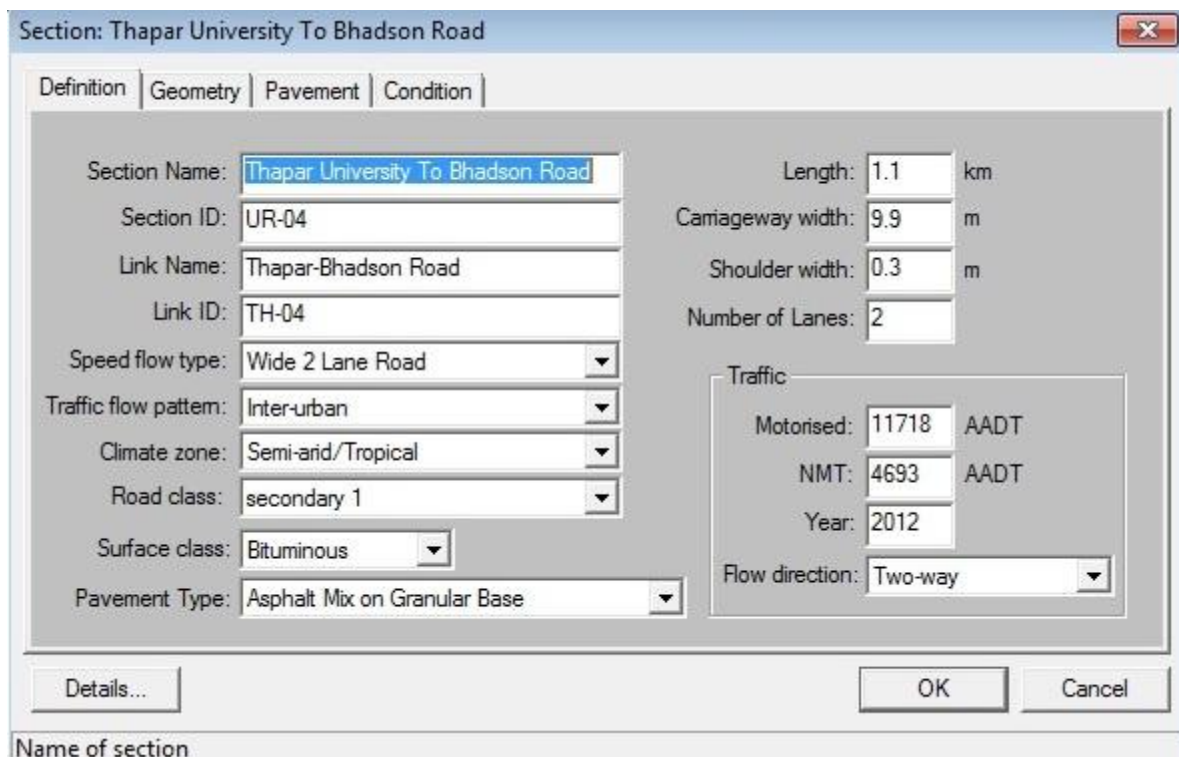 Section: Thapar University To Bhadson Road
Definition
Geometry
Pavement
Condition
Section Name: Thapar University To Bhadson Road
Section ID: UR-04
Link Name: Thapar-Bhadson Road
Link ID: TH-04
Speed flow type: Wide 2 Lane Road
Traffic flow pattern: Inter-urban
Climate zone: Semi-arid/Tropical
Road class: secondary 1
Surface class: Bituminous
Pavement Type: Asphalt Mix on Granular Base
Length: 1.1 km
Carriageway width: 9.9 m
Shoulder width: 0.3 m
Number of Lanes: 2
Traffic
Motorised: 11718 AADT
NMT: 4693 AADT
Year: 2012
Flow direction: Two-way
Details...
OK
Cancel
Name of section